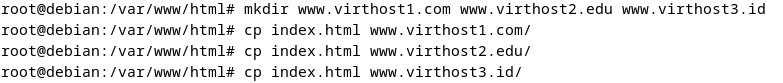 root@debian:/var/www/html# mkdir www.virthost1.com www.virthost2.edu www.virthost3.id
root@debian:/var/www/html# cp index.html www.virthost1.com/
root@debian:/var/www/html# cp index.html www.virthost2.edu/
root@debian:/var/www/html# cp index.html www.virthost3.id/